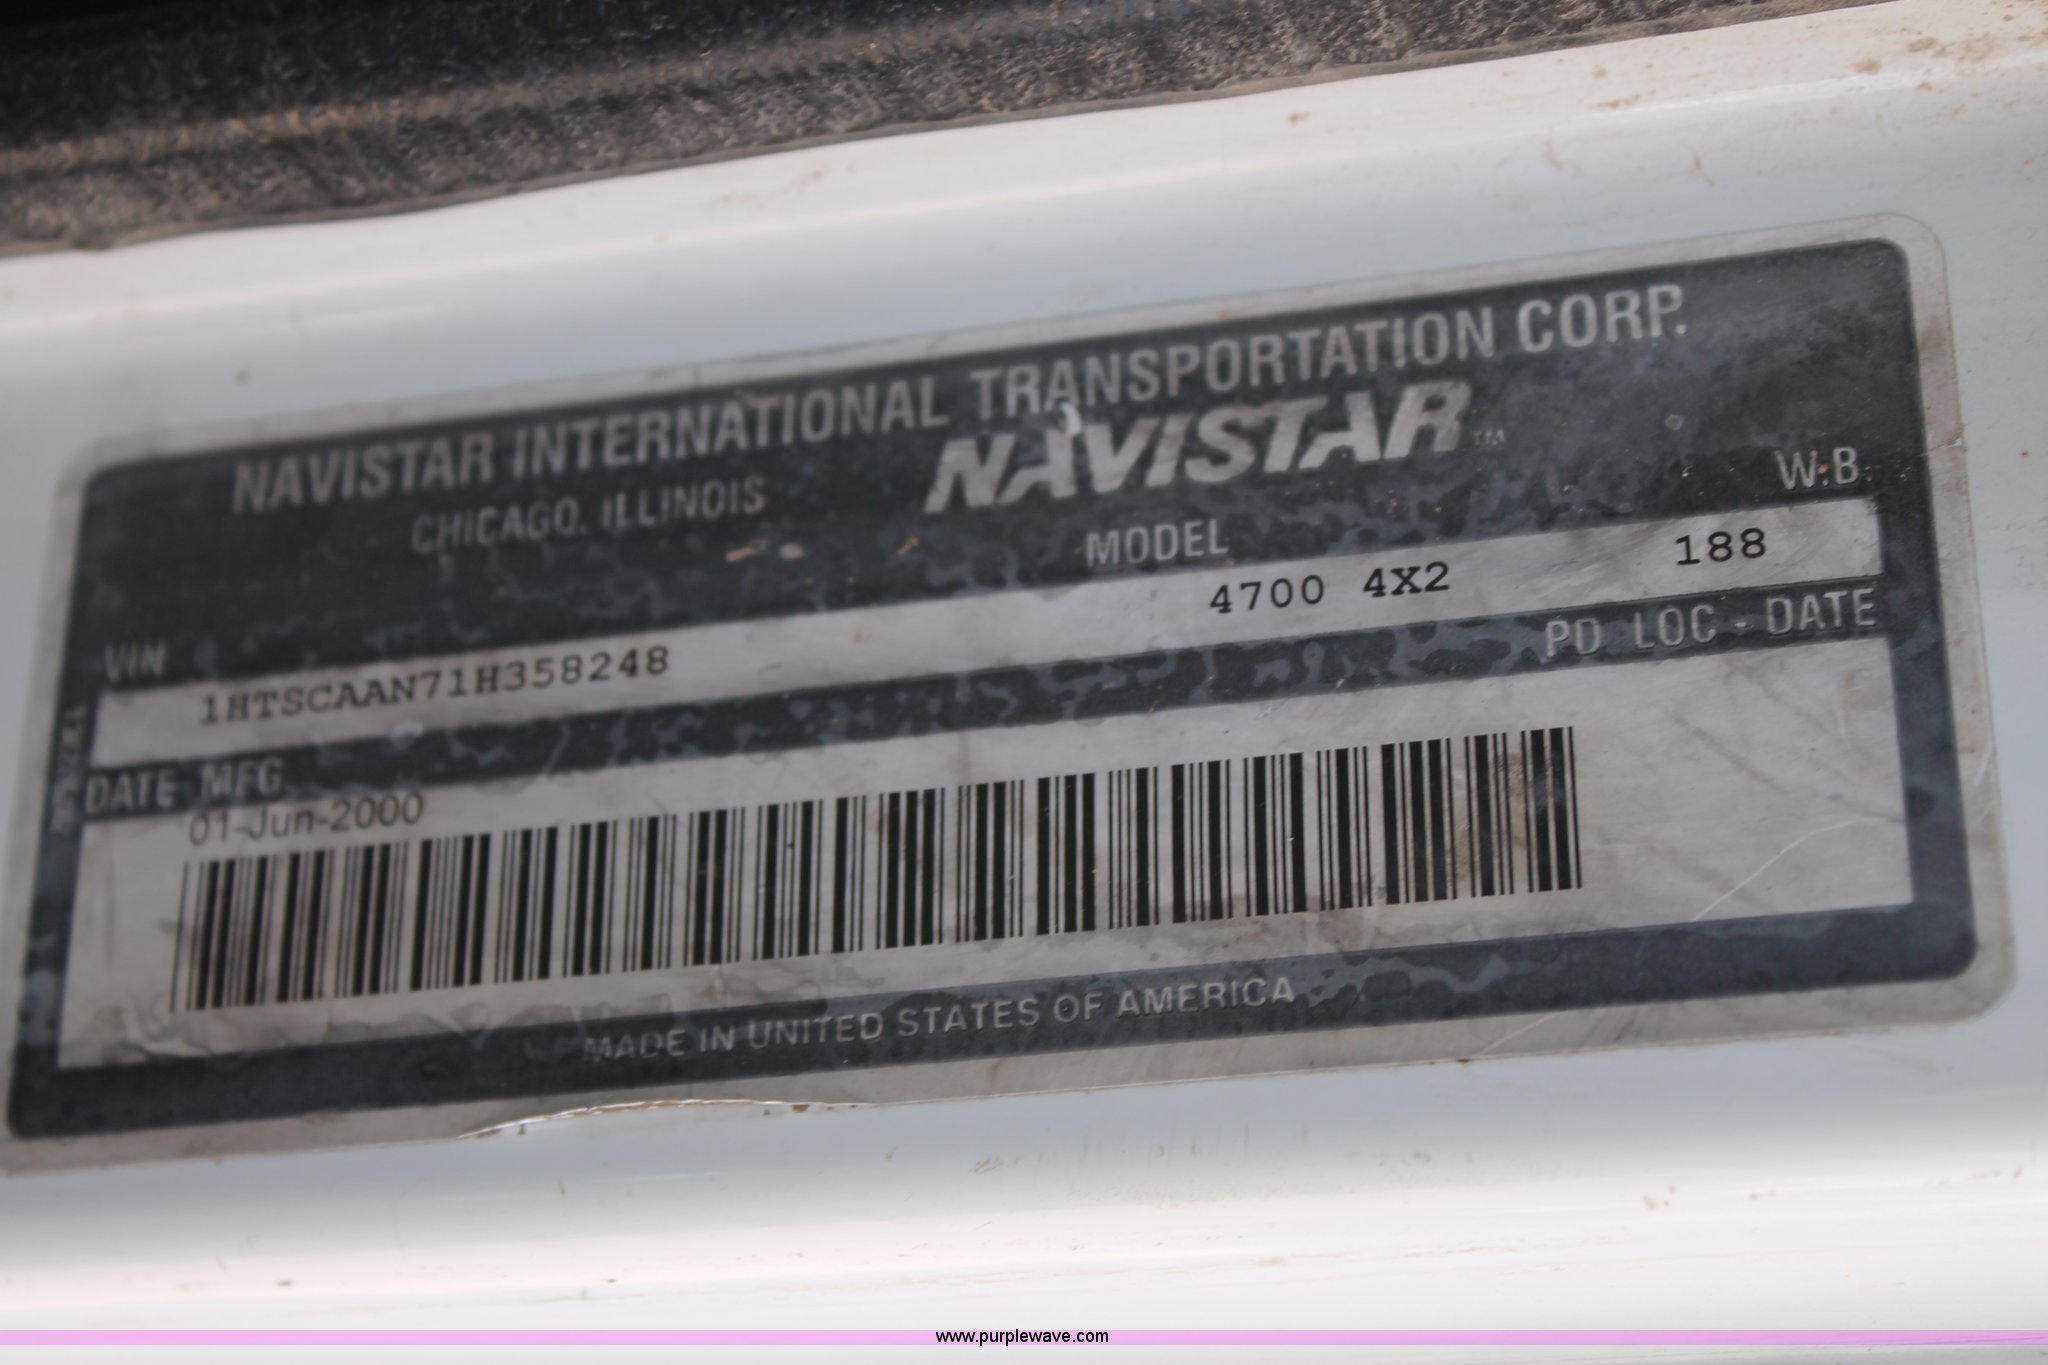 NAVISTAR INTERNATIONAL TRANSPORTATION CORP.
CHICAGO, ILLINOIS
NAVISTAR™
VIN
MODEL
W.B.
1HTSCAAN71H358248
4700 4X2
188
DATE MFG.
PD LOC - DATE
01-Jun-2000
MADE IN UNITED STATES OF AMERICA
www.purplewave.com